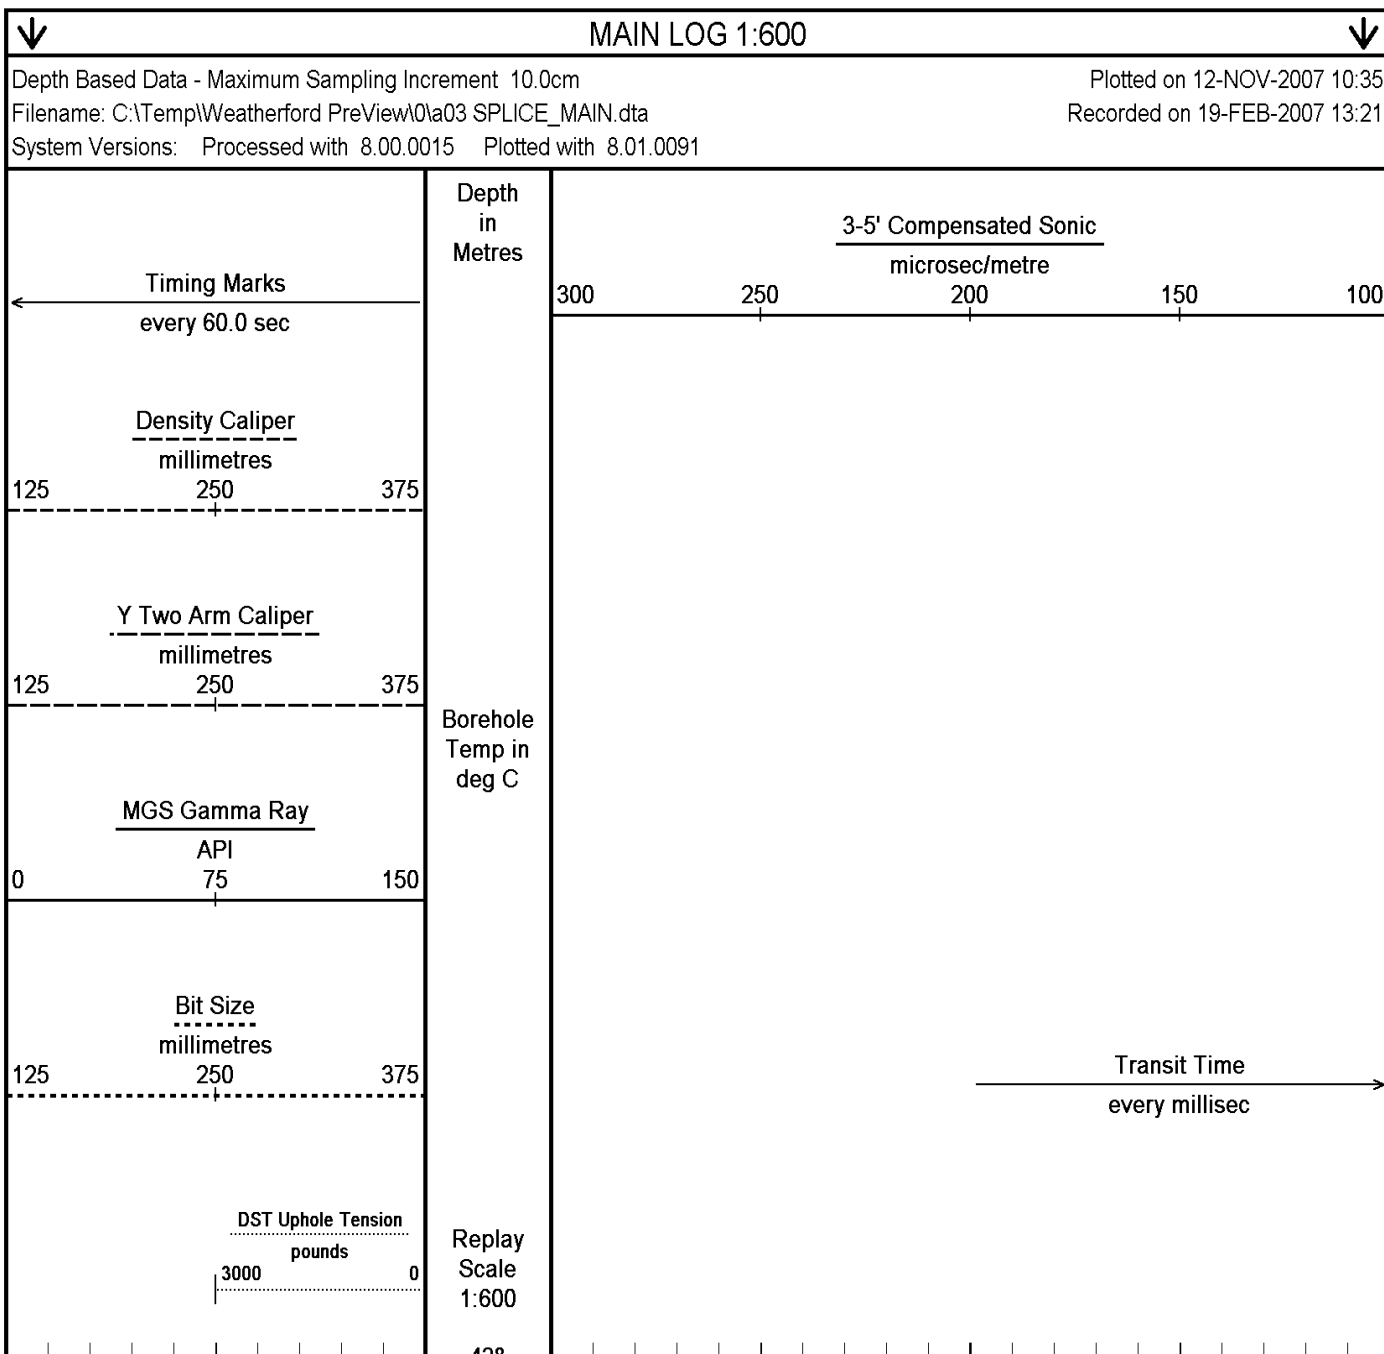 MAIN LOG 1:600
Depth Based Data - Maximum Sampling Increment 10.0cm
Plotted on 12-NOV-2007 10:35
Filename: C:\Temp\Weatherford PreView\0\a03 SPLICE_MAIN.dta
Recorded on 19-FEB-2007 13:21
System Versions: Processed with 8.00.0015 Plotted with 8.01.0091
Timing Marks
every 60.0 sec
Density Caliper
millimetres
125 250 375
Y Two Arm Caliper
millimetres
125 250 375
MGS Gamma Ray
API
0 75 150
Bit Size
millimetres
125 250 375
DST Uphole Tension
pounds
3000 0
Depth
in
Metres
Borehole
Temp in
deg C
Replay
Scale
1:600
3-5' Compensated Sonic
microsec/metre
300 250 200 150 100
Transit Time
every millisec